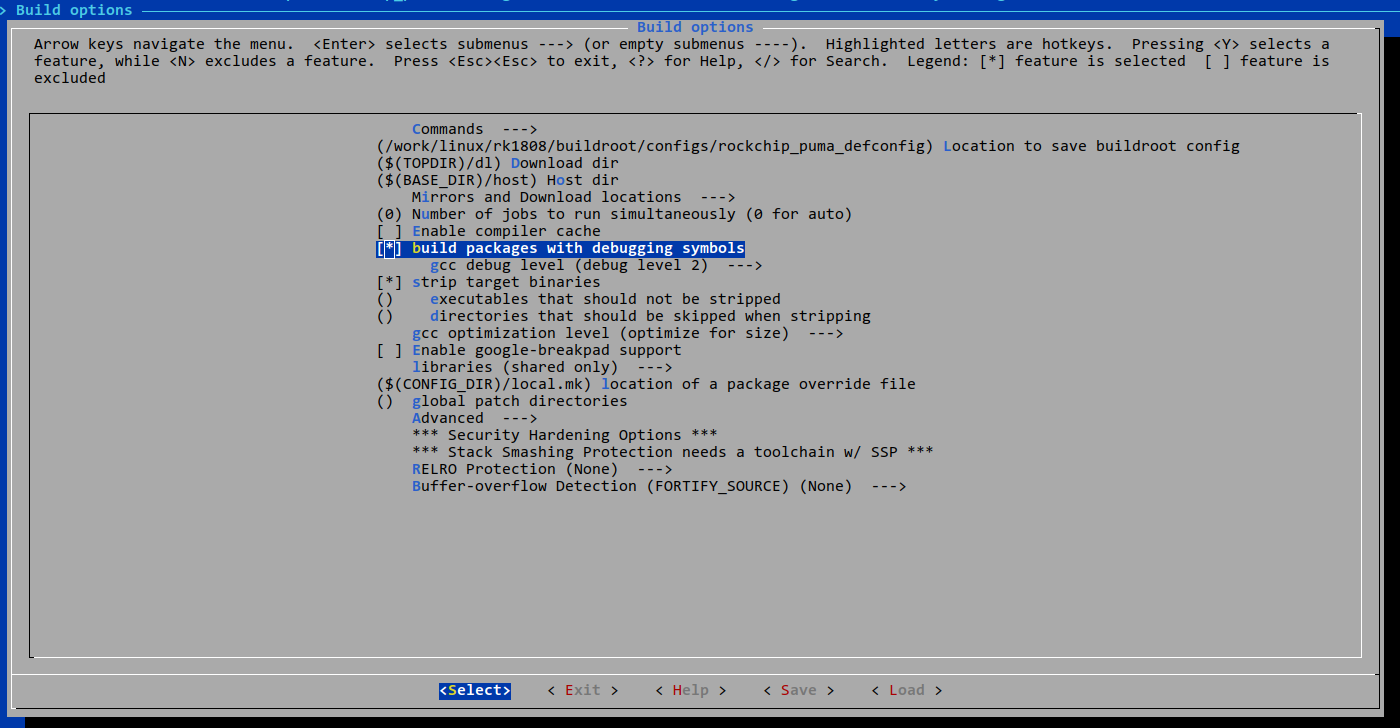 > Build options
Build options
Arrow keys navigate the menu.  <Enter> selects submenus ---> (or empty submenus ----).  Highlighted letters are hotkeys.  Pressing <Y> selects a
feature, while <N> excludes a feature.  Press <Esc><Esc> to exit, <?> for Help, </> for Search.  Legend: [*] feature is selected  [ ] feature is
excluded
Commands  --->
(/work/linux/rk1808/buildroot/configs/rockchip_puma_defconfig) Location to save buildroot config
($(TOPDIR)/dl) Download dir
($(BASE_DIR)/host) Host dir
Mirrors and Download locations  --->
(0) Number of jobs to run simultaneously (0 for auto)
[ ] Enable compiler cache
[*] build packages with debugging symbols
gcc debug level (debug level 2)  --->
[*] strip target binaries
()    executables that should not be stripped
()    directories that should be skipped when stripping
gcc optimization level (optimize for size)  --->
[ ] Enable google-breakpad support
libraries (shared only)  --->
($(CONFIG_DIR)/local.mk) location of a package override file
()  global patch directories
Advanced  --->
*** Security Hardening Options ***
*** Stack Smashing Protection needs a toolchain w/ SSP ***
RELRO Protection (None)  --->
Buffer-overflow Detection (FORTIFY_SOURCE) (None)  --->
<Select>    < Exit >    < Help >    < Save >    < Load >